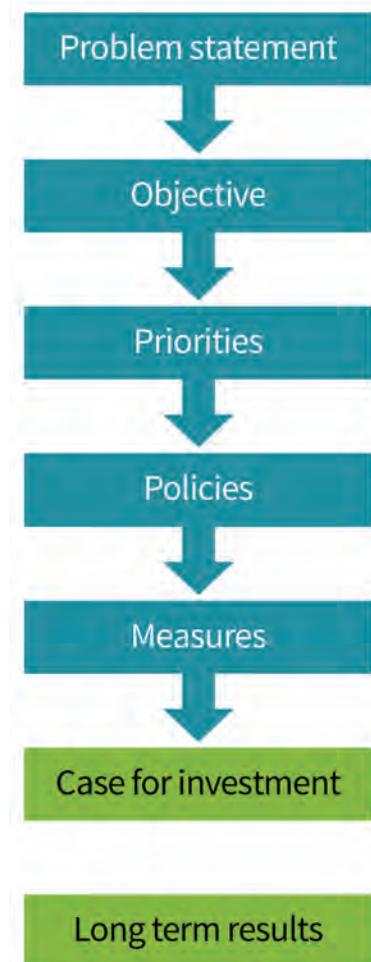 Problem statement
Objective
Priorities
Policies
Measures
Case for investment
Long term results